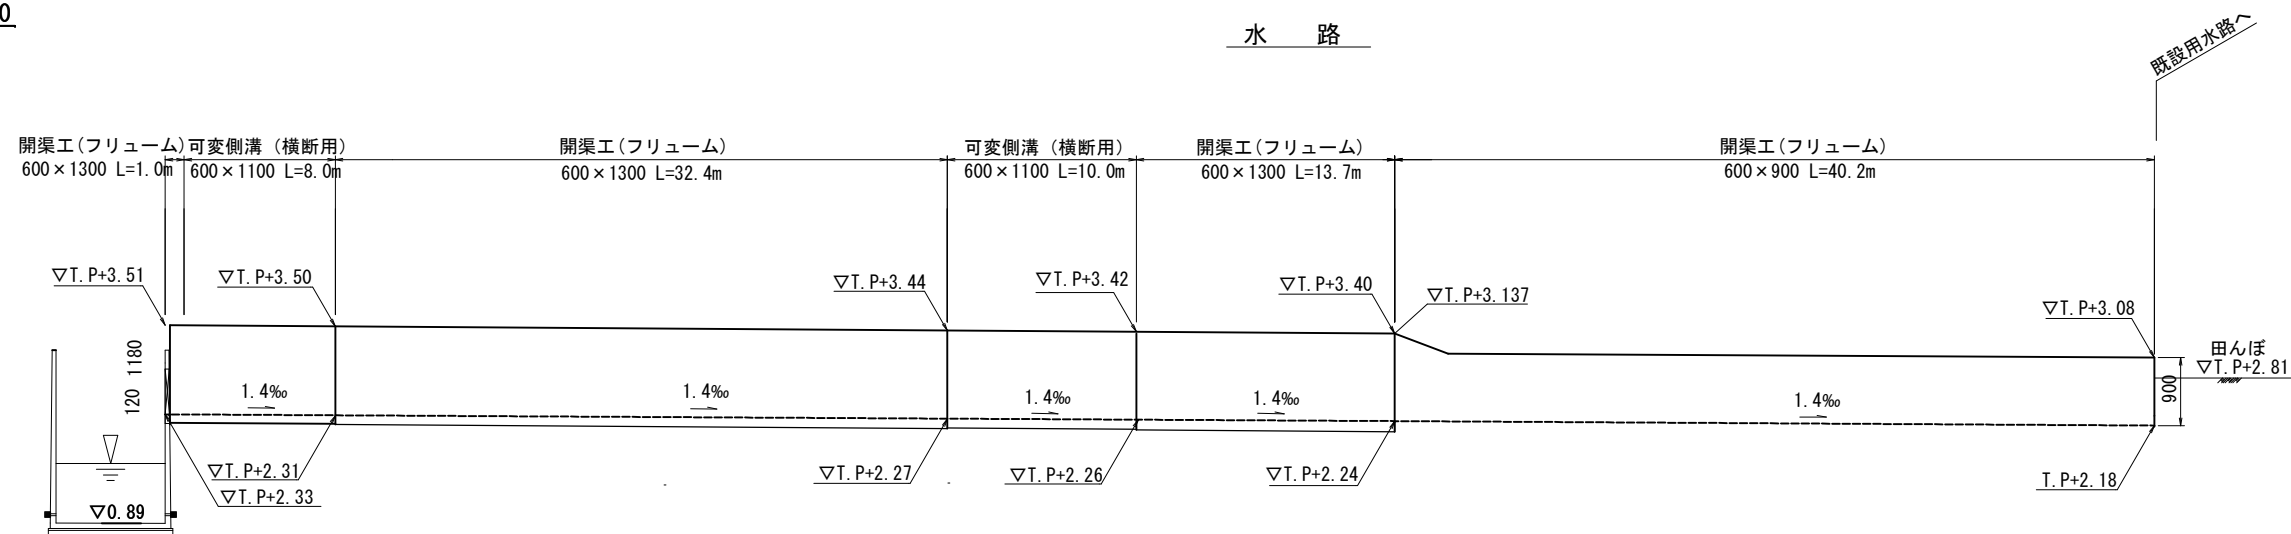 0
水　路
既設用水路へ
開渠工(フリューム)
600×1300 L=1.0m
可変側溝（横断用）
600×1100 L=8.0m
開渠工(フリューム)
600×1300 L=32.4m
可変側溝（横断用）
600×1100 L=10.0m
開渠工(フリューム)
600×1300 L=13.7m
開渠工(フリューム)
600×900 L=40.2m
▽T.P+3.51
▽T.P+3.50
▽T.P+3.44
▽T.P+3.42
▽T.P+3.40
▽T.P+3.137
▽T.P+3.08
田んぼ
▽T.P+2.81
1180
120
900
1.4‰
1.4‰
1.4‰
1.4‰
1.4‰
▽T.P+2.31
▽T.P+2.33
▽T.P+2.27
▽T.P+2.26
▽T.P+2.24
T.P+2.18
▽0.89